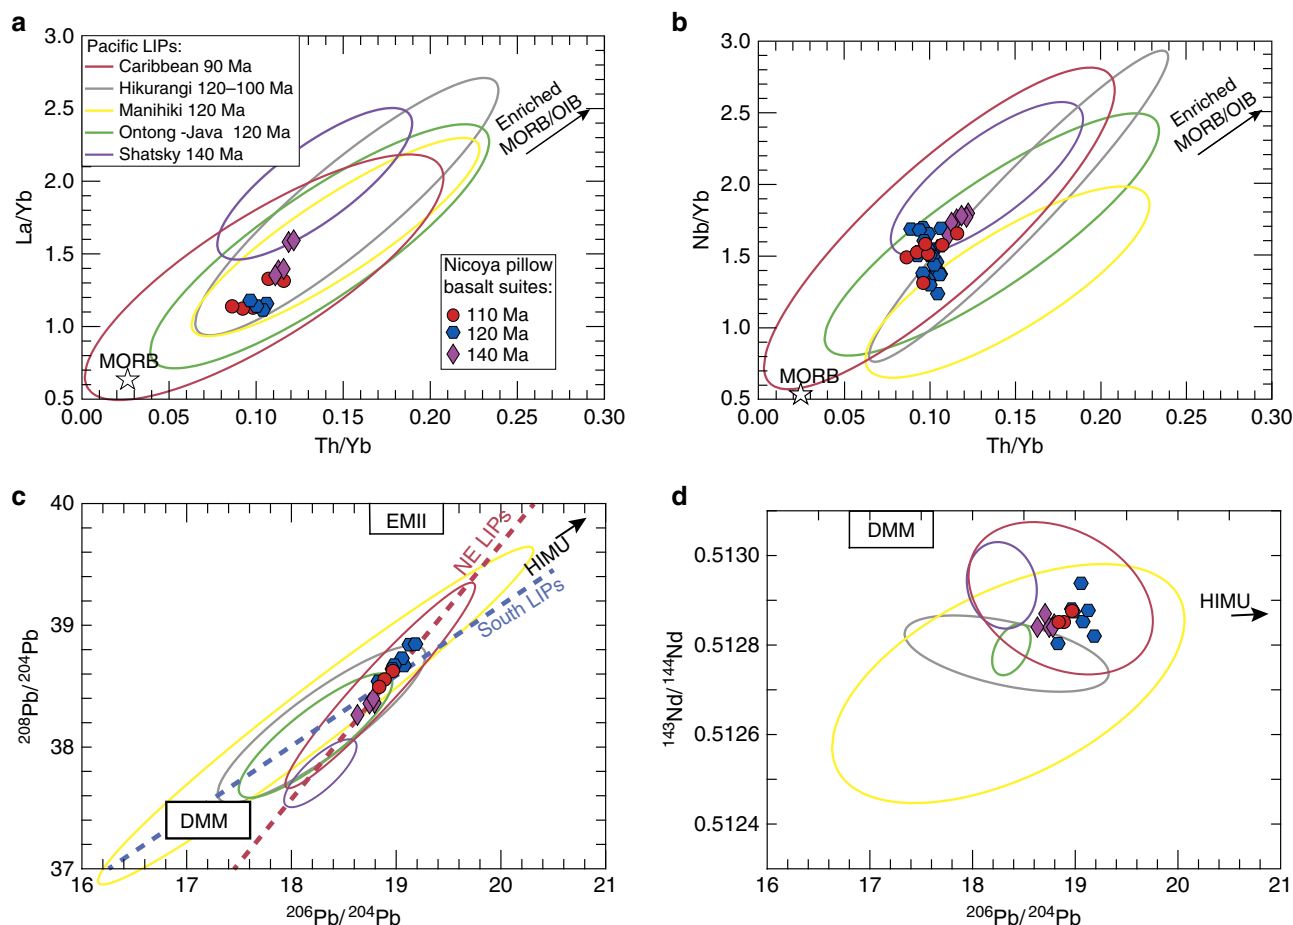 a
3.0
2.5
2.0
1.5
1.0
0.5
La/Yb
Pacific LIPs:
Caribbean 90 Ma
Hikurangi 120–100 Ma
Manihiki 120 Ma
Ontong -Java 120 Ma
Shatsky 140 Ma
Enriched
MORB/OIB
Nicoya pillow
basalt suites:
110 Ma
120 Ma
140 Ma
MORB
0.00 0.05 0.10 0.15 0.20 0.25 0.30
Th/Yb
b
3.0
2.5
2.0
1.5
1.0
0.5
Nb/Yb
Enriched
MORB/OIB
MORB
0.00 0.05 0.10 0.15 0.20 0.25 0.30
Th/Yb
c
40
39
38
37
208Pb/204Pb
EMII
NE LIPs
HIMU
South LIPs
DMM
16 17 18 19 20 21
206Pb/204Pb
d
0.5130
0.5128
0.5126
0.5124
143Nd/144Nd
DMM
HIMU
16 17 18 19 20 21
206Pb/204Pb